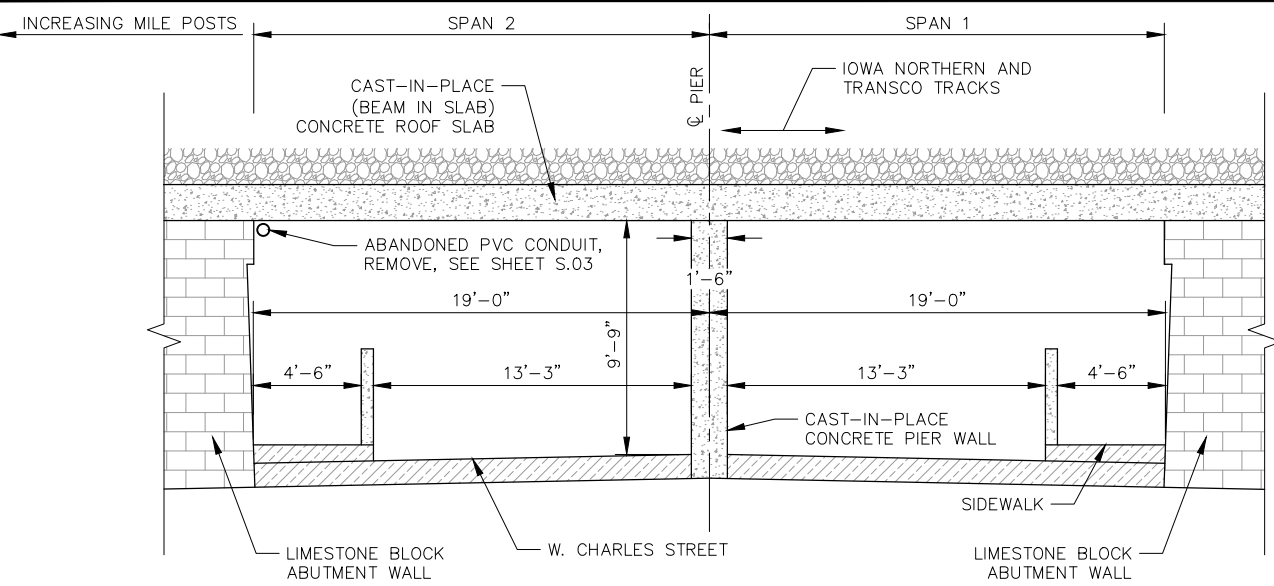 INCREASING MILE POSTS
SPAN 2
SPAN 1
CAST-IN-PLACE
(BEAM IN SLAB)
CONCRETE ROOF SLAB
℄ PIER
IOWA NORTHERN AND
TRANSCO TRACKS
ABANDONED PVC CONDUIT,
REMOVE, SEE SHEET S.03
1'-6"
19'-0"
19'-0"
9'-9"
4'-6"
13'-3"
13'-3"
4'-6"
CAST-IN-PLACE
CONCRETE PIER WALL
SIDEWALK
LIMESTONE BLOCK
ABUTMENT WALL
W. CHARLES STREET
LIMESTONE BLOCK
ABUTMENT WALL